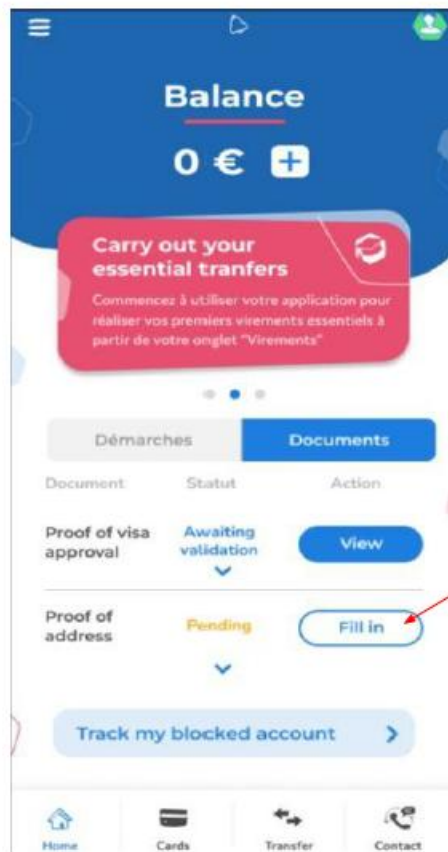 Balance
0 €
Carry out your
essential tranfers
Commencez à utiliser votre application pour
réaliser vos premiers virements essentiels à
partir de votre onglet "Virements"
Démarches Documents
Document Statut Action
Proof of visa
approval
Awaiting
validation
View
Proof of
address
Pending
Fill in
Track my blocked account
Home Cards Transfer Contact